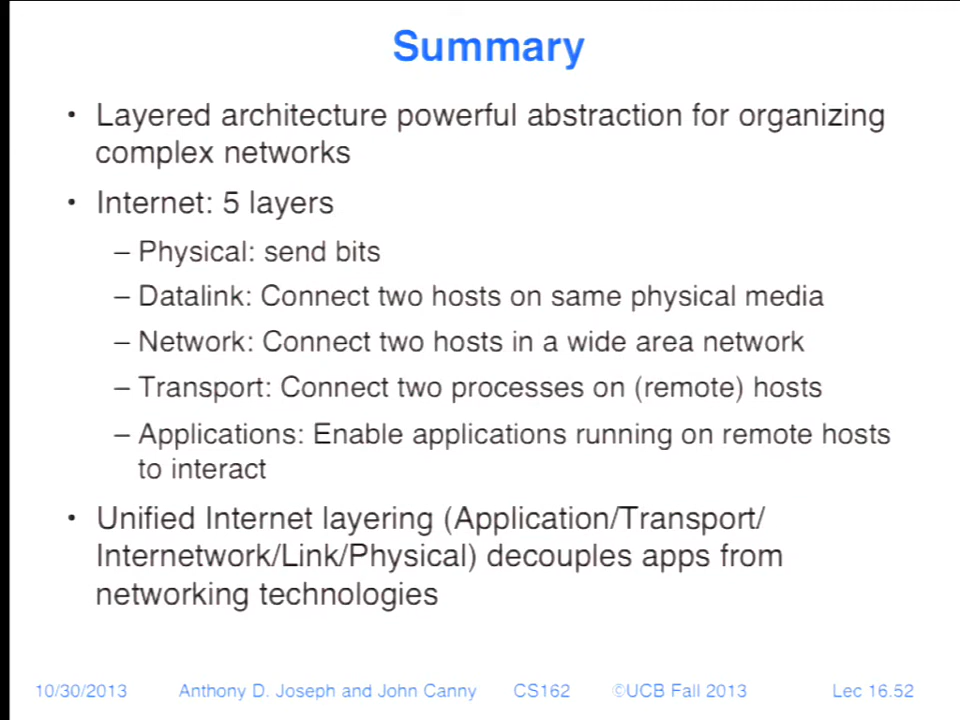 Summary
• Layered architecture powerful abstraction for organizing
complex networks
• Internet: 5 layers
– Physical: send bits
– Datalink: Connect two hosts on same physical media
– Network: Connect two hosts in a wide area network
– Transport: Connect two processes on (remote) hosts
– Applications: Enable applications running on remote hosts
to interact
• Unified Internet layering (Application/Transport/
Internetwork/Link/Physical) decouples apps from
networking technologies
10/30/2013 Anthony D. Joseph and John Canny CS162 ©UCB Fall 2013 Lec 16.52